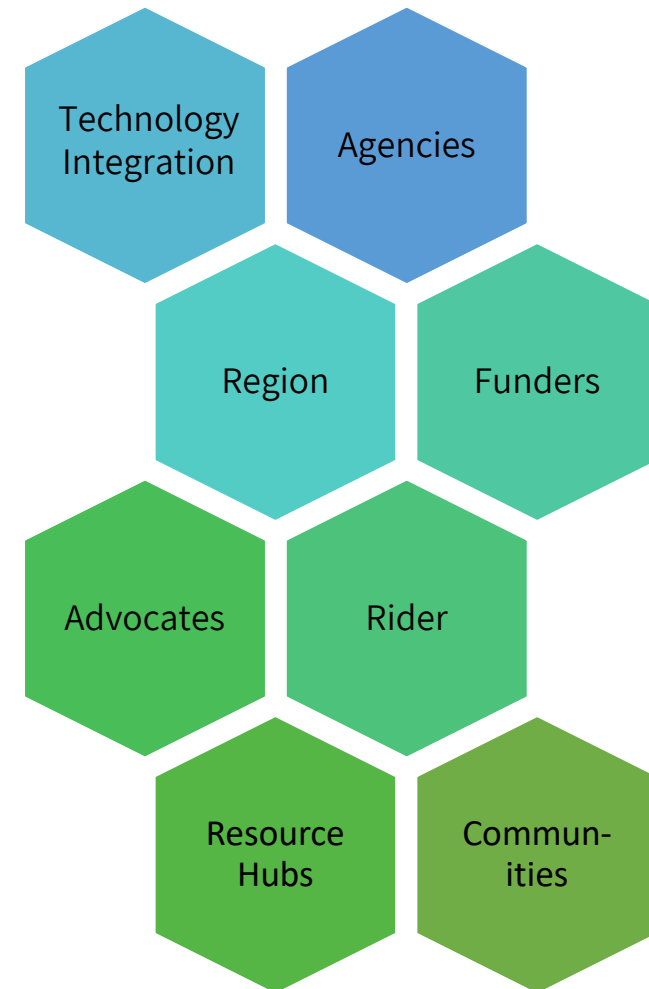 Technology
Integration
Agencies
Region
Funders
Advocates
Rider
Resource
Hubs
Commun-
ities